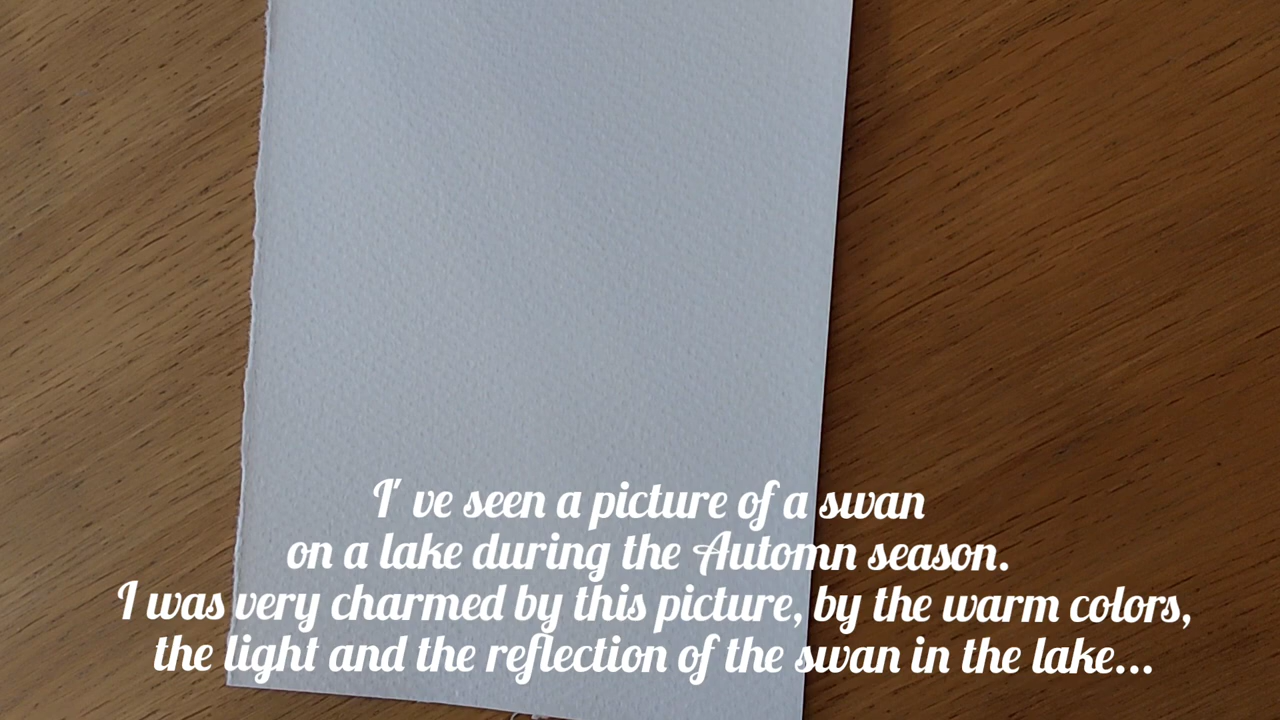 I' ve seen a picture of a swan
on a lake during the Automn season.
I was very charmed by this picture, by the warm colors,
the light and the reflection of the swan in the lake...